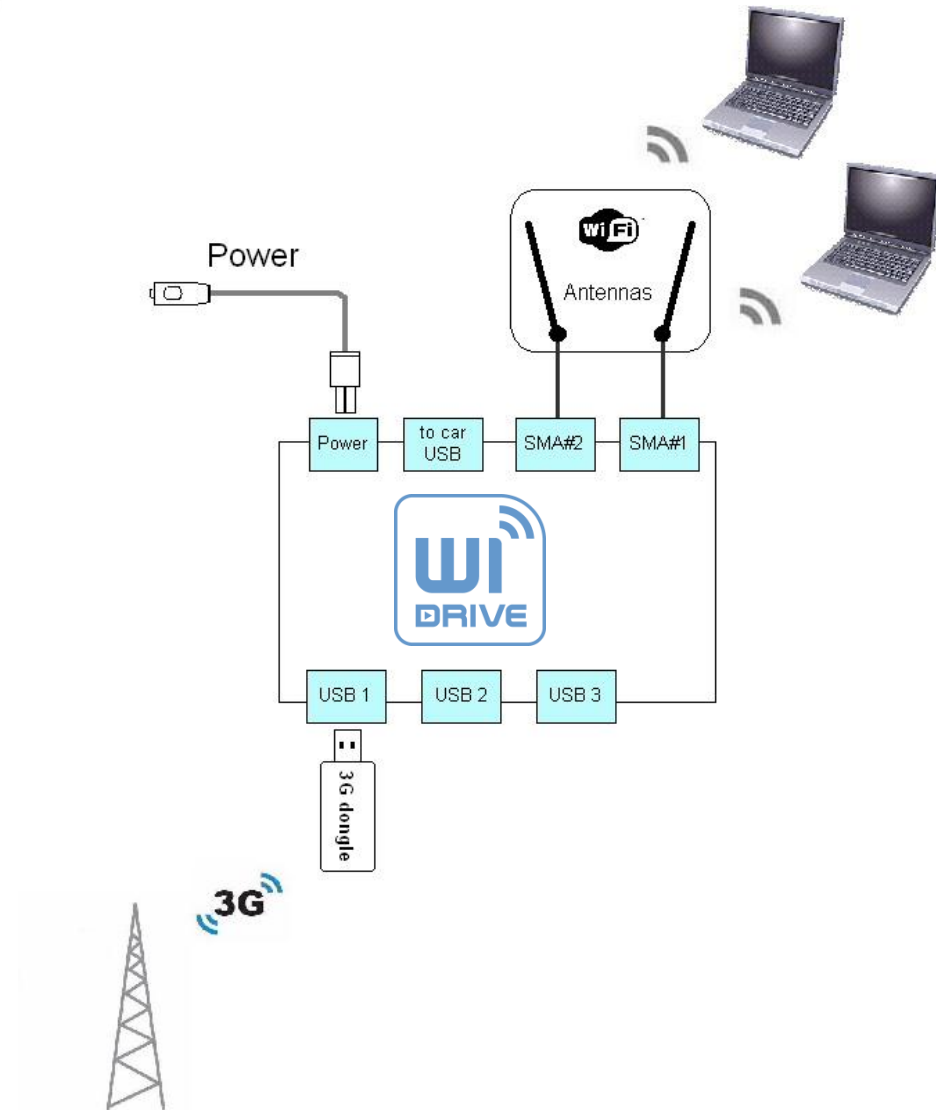 Power
WiFi
Antennas
Power
to car
USB
SMA#2
SMA#1
WI
DRIVE
USB 1
USB 2
USB 3
3G dongle
3G